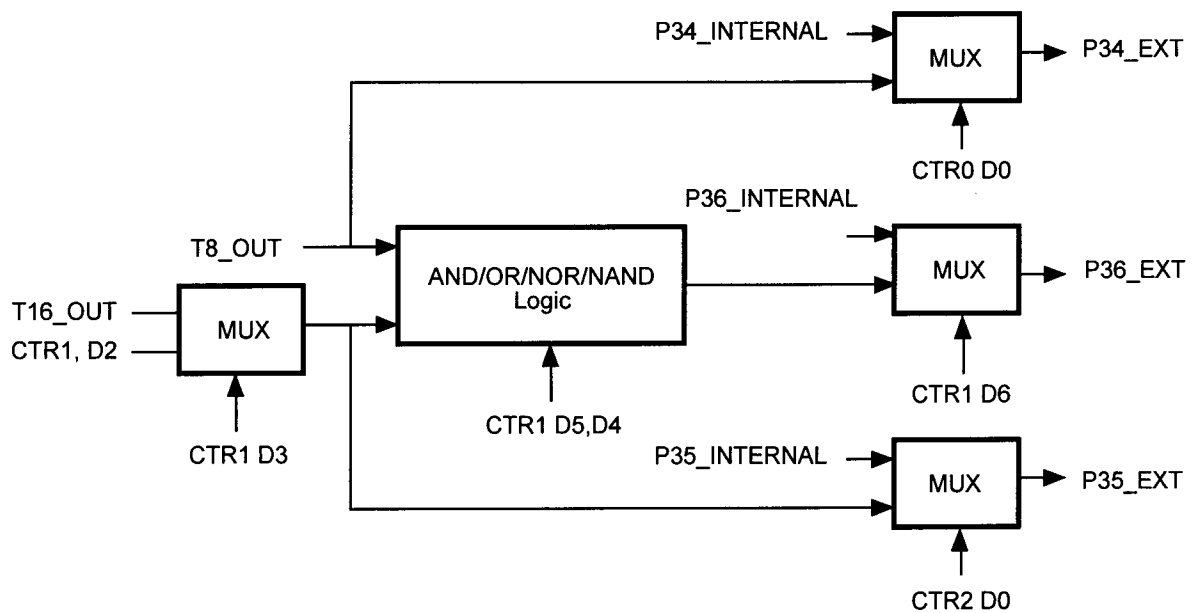 P34_INTERNAL
MUX
P34_EXT
CTR0 D0
P36_INTERNAL
T8_OUT
AND/OR/NOR/NAND
Logic
MUX
P36_EXT
T16_OUT
MUX
CTR1, D2
CTR1 D6
CTR1 D5,D4
CTR1 D3
P35_INTERNAL
MUX
P35_EXT
CTR2 D0